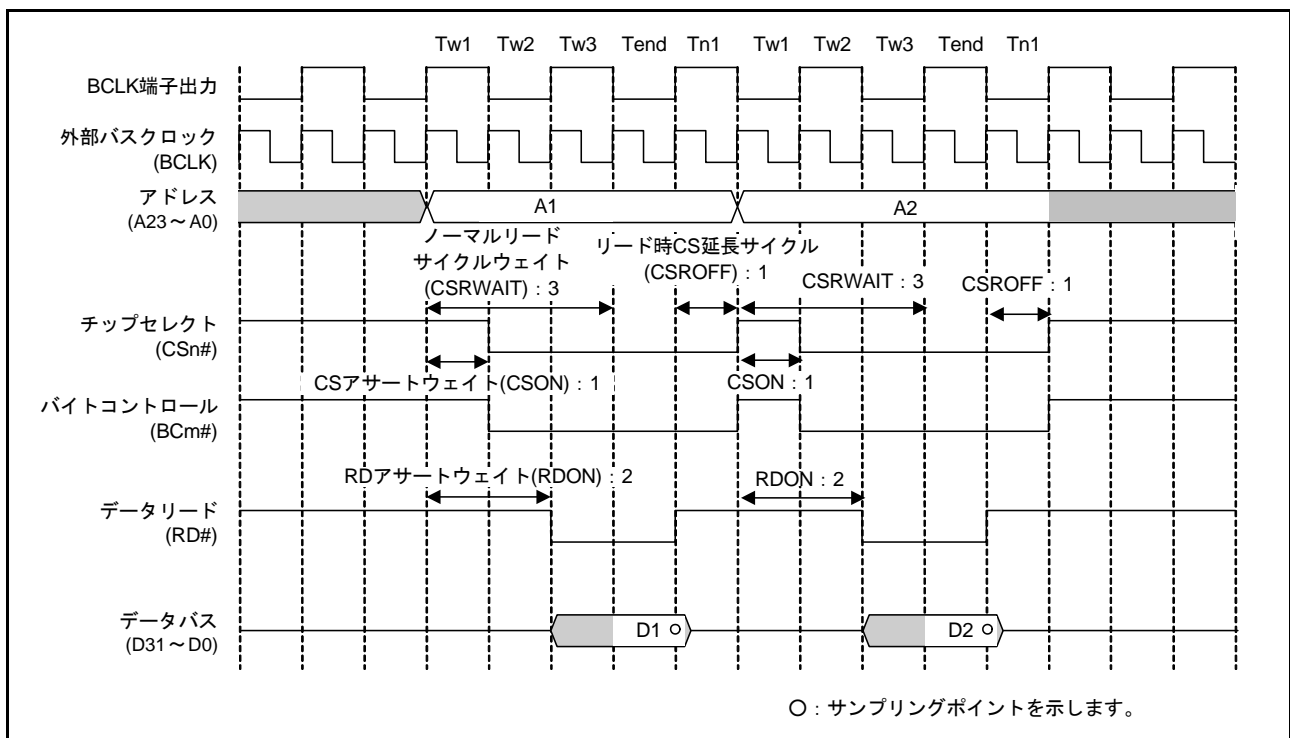 Tw1 Tw2 Tw3 Tend Tn1 Tw1 Tw2 Tw3 Tend Tn1
BCLK端子出力
外部バスクロック
(BCLK)
アドレス
(A23～A0)
A1
A2
ノーマルリード
サイクルウェイト
(CSRWAIT)：3
リード時CS延長サイクル
(CSROFF)：1
CSRWAIT：3
CSROFF：1
チップセレクト
(CSn#)
CSアサートウェイト(CSON)：1
CSON：1
バイトコントロール
(BCm#)
RDアサートウェイト(RDON)：2
RDON：2
データリード
(RD#)
データバス
(D31～D0)
D1
D2
○：サンプリングポイントを示します。